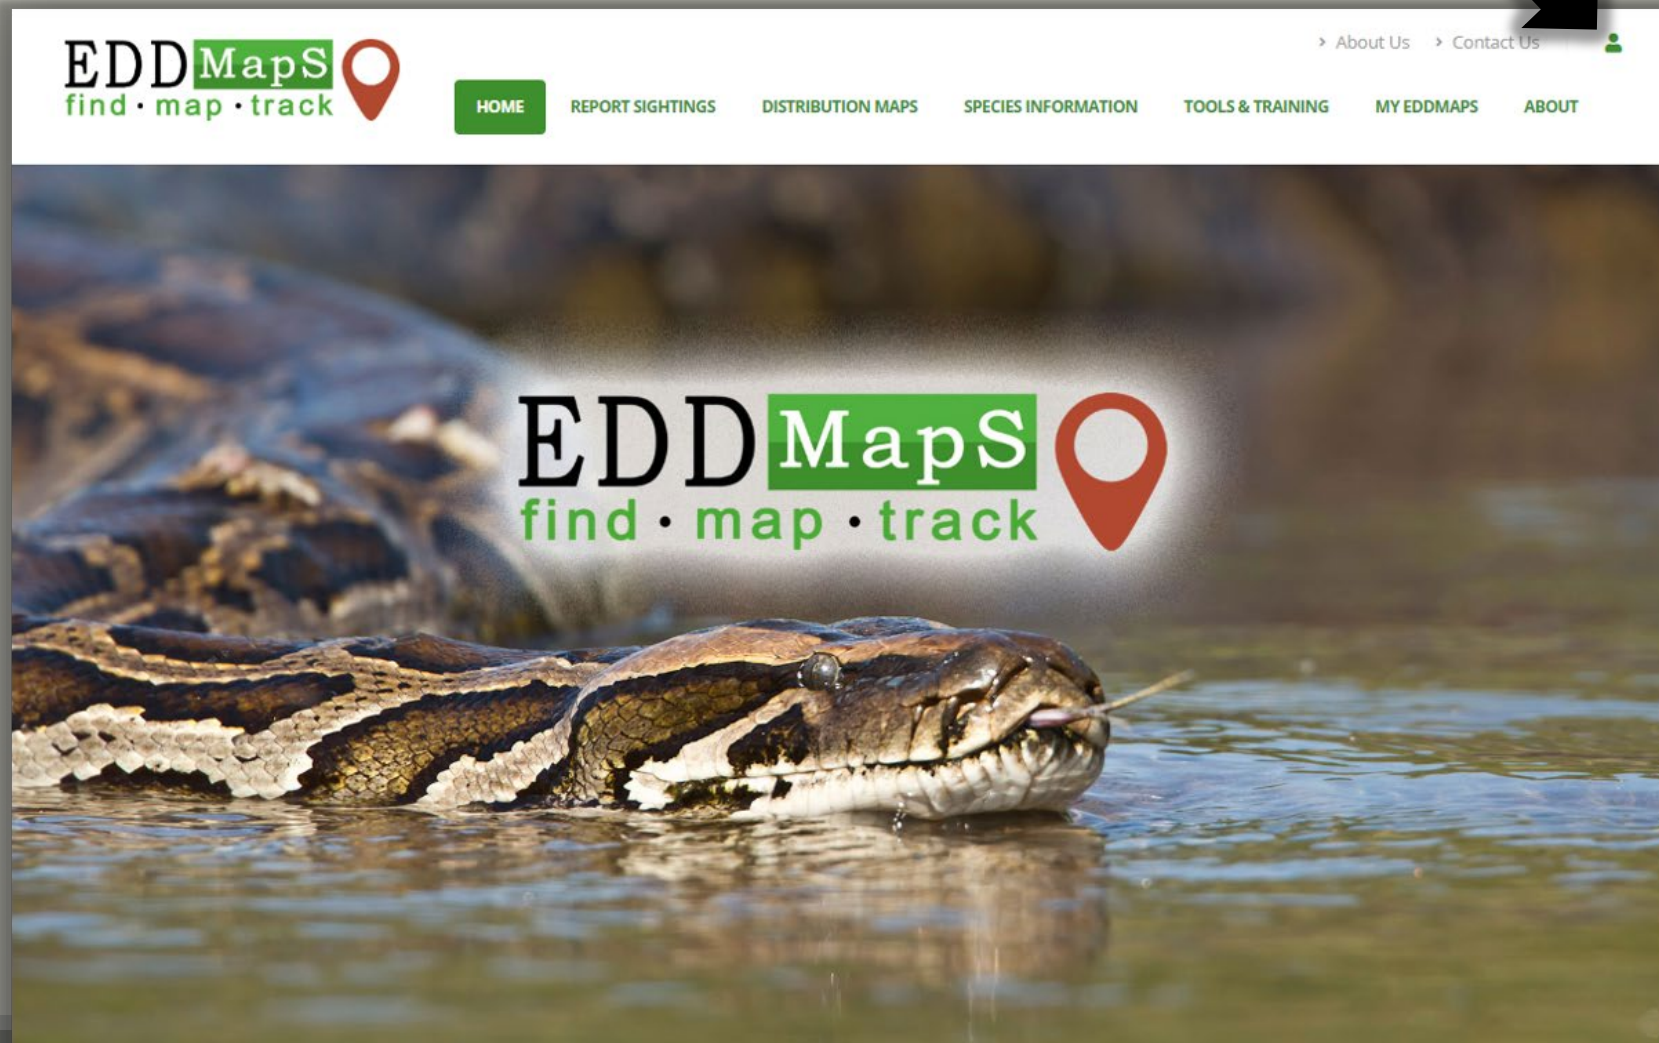 EDDMapS
find · map · track
About Us Contact Us
HOME REPORT SIGHTINGS DISTRIBUTION MAPS SPECIES INFORMATION TOOLS & TRAINING MY EDDMAPS ABOUT
EDDMapS
find · map · track